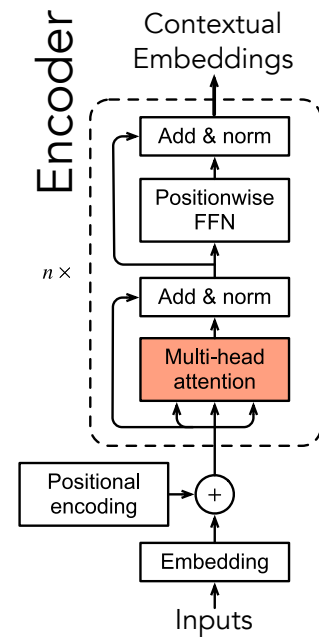 Encoder
Contextual
Embeddings
Add & norm
Positionwise
FFN
n ×
Add & norm
Multi-head
attention
Positional
encoding
+
Embedding
Inputs